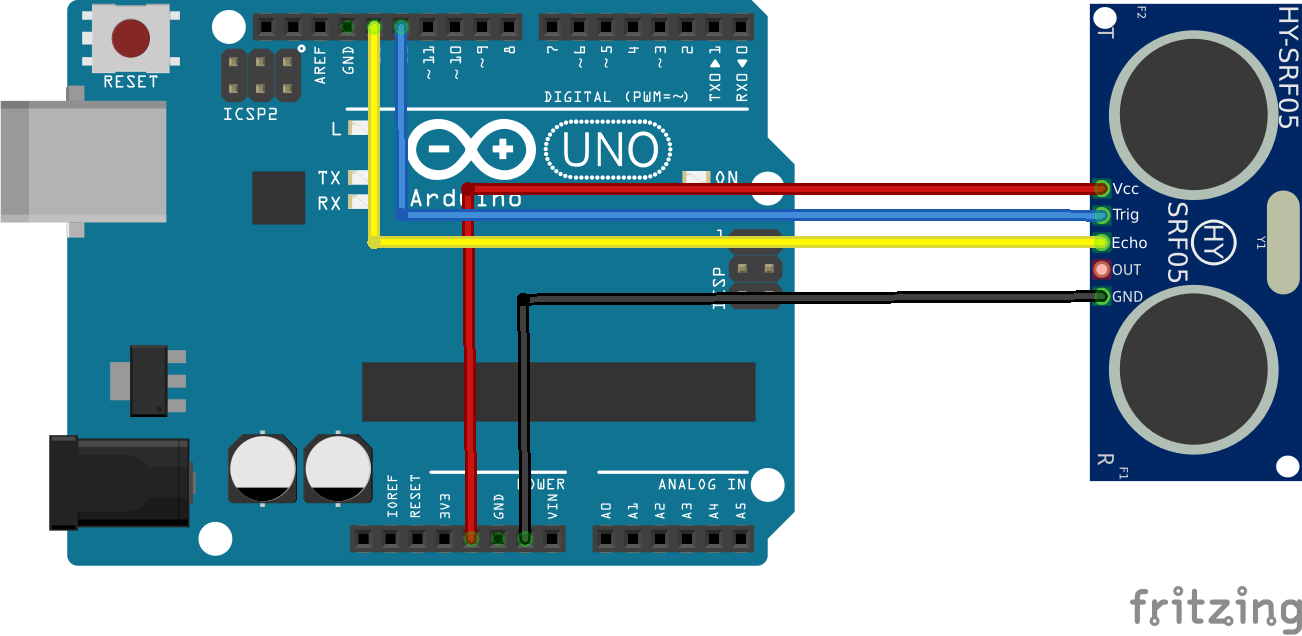 RESET
ICSP2
AREF
GND
~11
~10
~9
8
7
~6
~5
4
~3
2
TX0▶1
RX0◀0
DIGITAL (PWM=~)
L
TX
RX
UNO
ON
Arduino
ICSP
1
IOREF
RESET
3V3
GND
VIN
POWER
ANALOG IN
A0
A1
A2
A3
A4
A5
T
F2
HY-SRF05
Vcc
Trig
Echo
OUT
GND
SRF05
HY
Y1
R
F1
fritzing